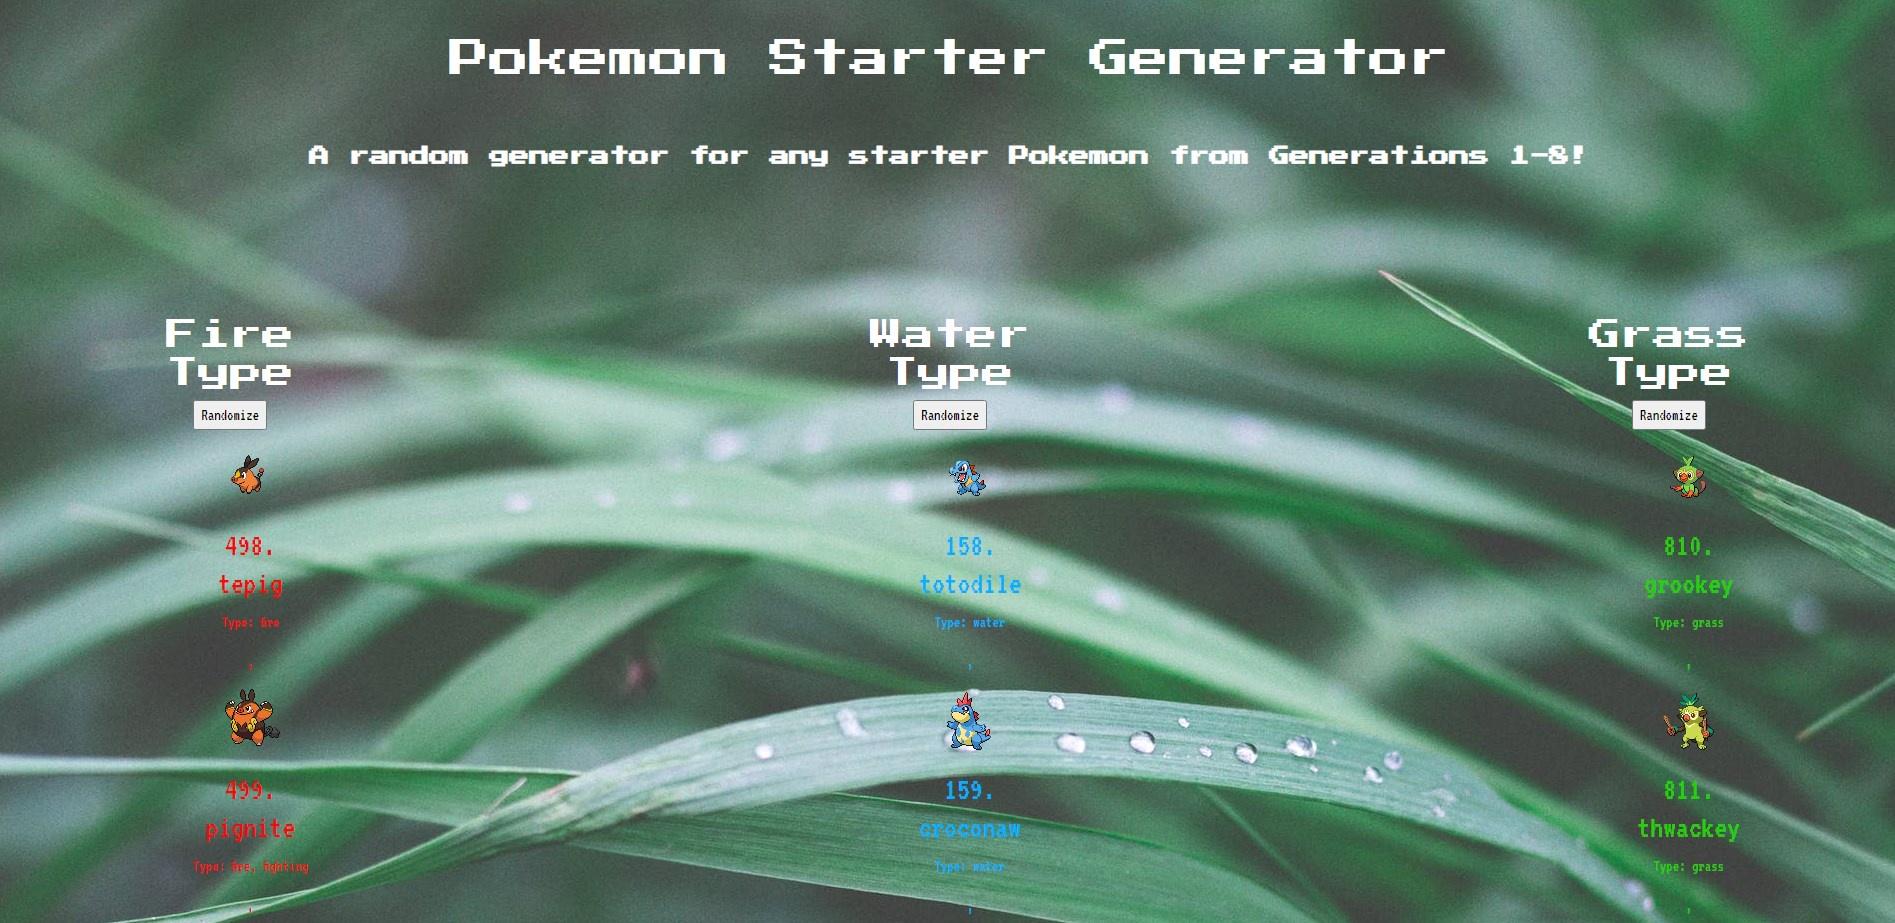 Pokemon Starter Generator
A random generator for any starter Pokemon from Generations 1-8!
Fire
Type
Randomize
498.
tepig
Type: fire
,
499.
pignite
Type: fire, fighting
,
Water
Type
Randomize
158.
totodile
Type: water
,
159.
croconaw
Type: water
,
Grass
Type
Randomize
810.
grookey
Type: grass
,
811.
thwackey
Type: grass
,